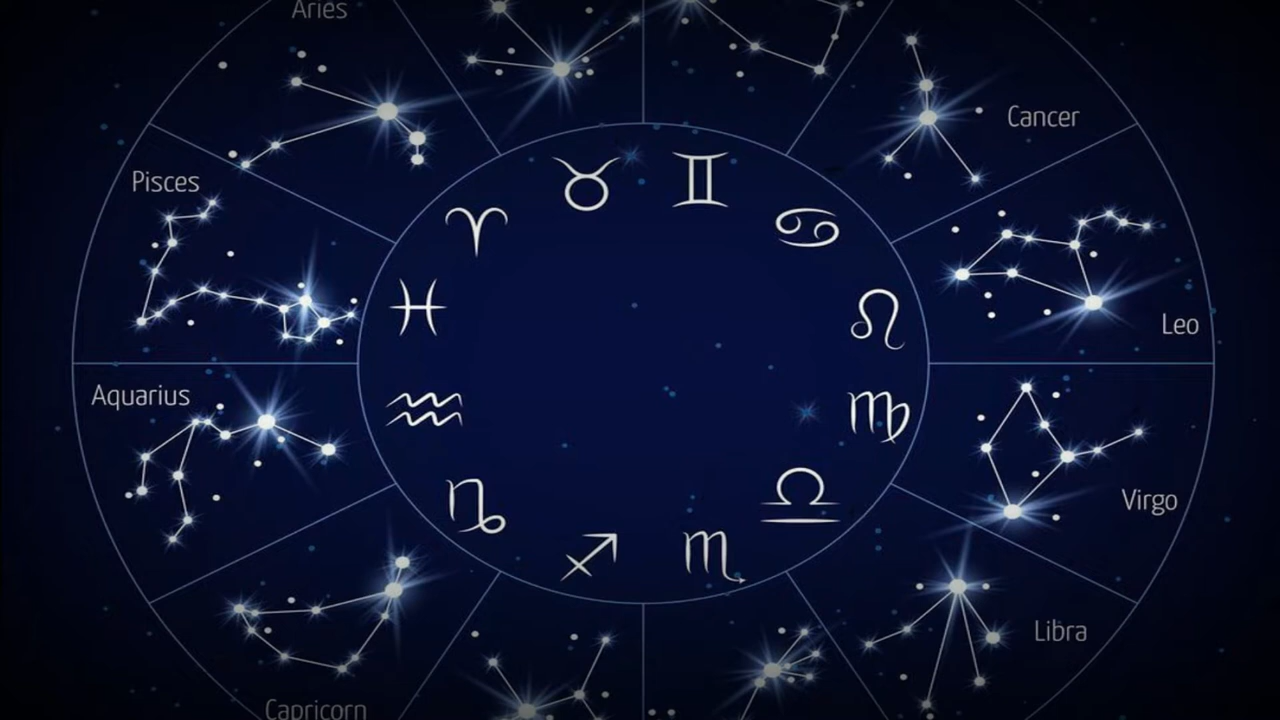 Aries
Cancer
Pisces
Leo
Aquarius
Virgo
Libra
Capricorn